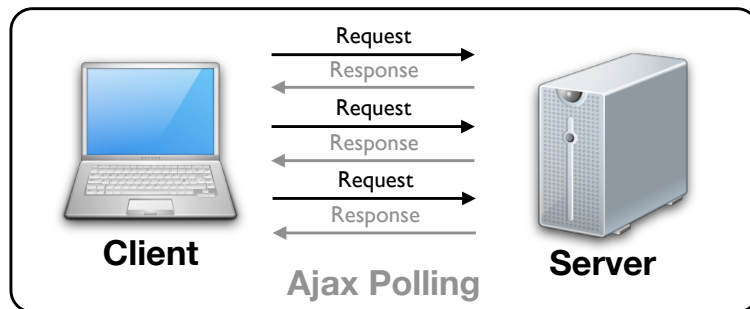 Request
Response
Request
Response
Request
Response
Client
Server
Ajax Polling